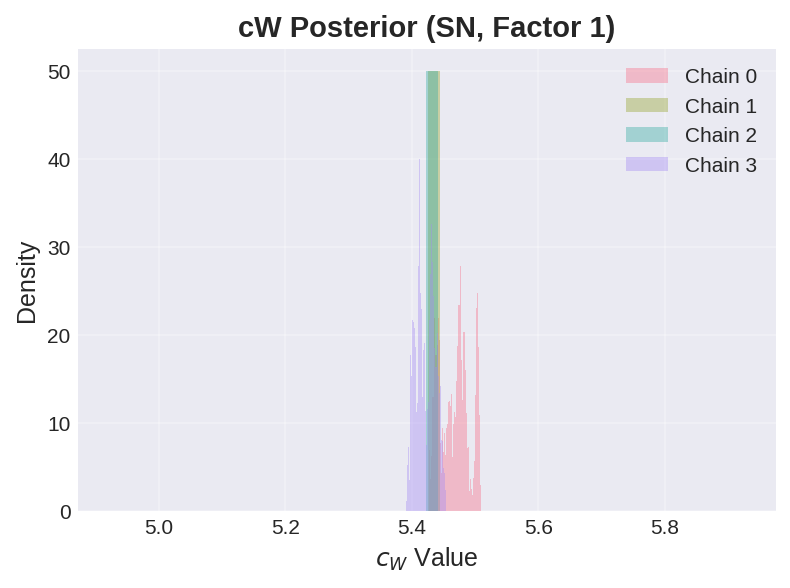 cW Posterior (SN, Factor 1)
Chain 0
Chain 1
Chain 2
Chain 3
Density
50
40
30
20
10
0
5.0 5.2 5.4 5.6 5.8
c_W Value